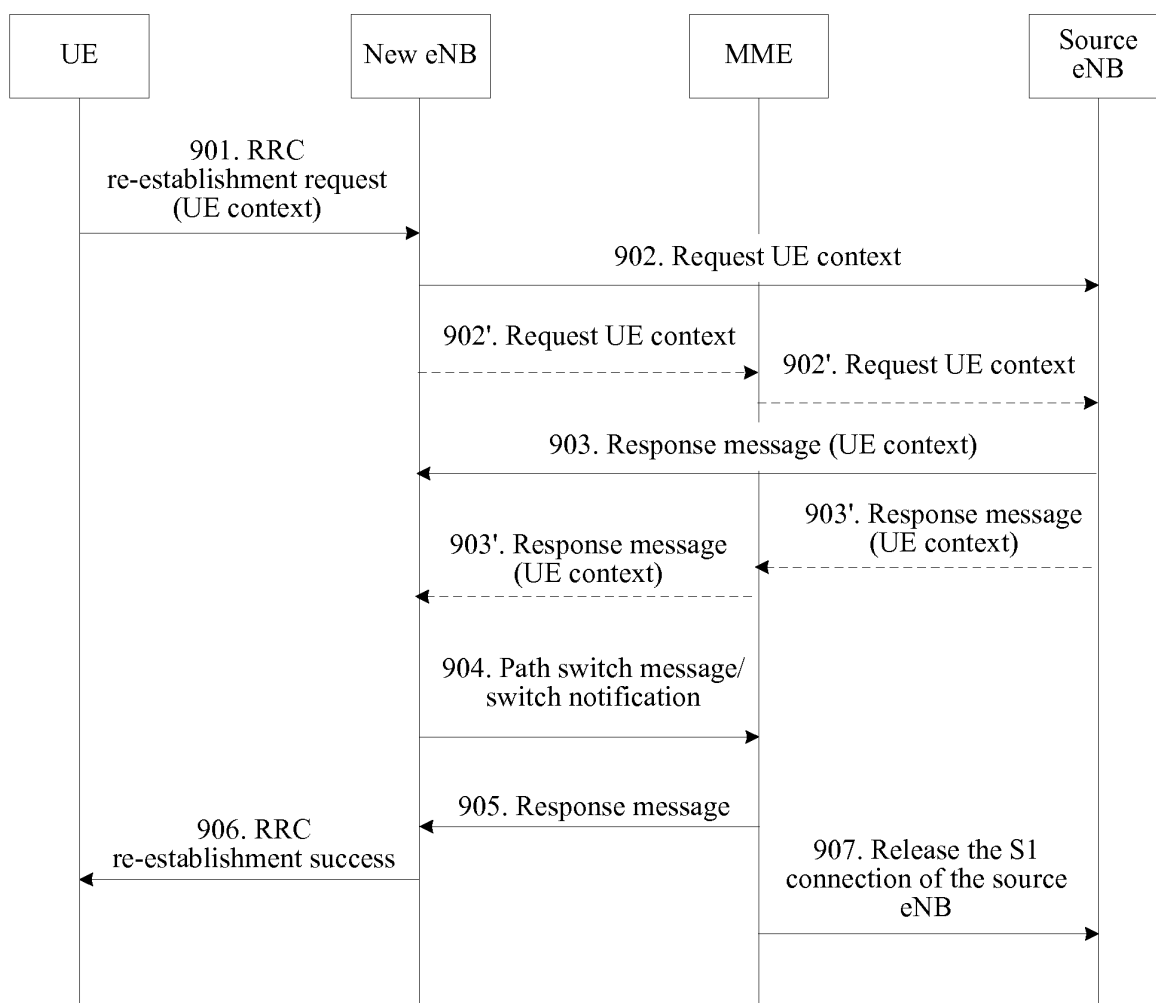 UE
New eNB
MME
Source
eNB
901. RRC
re-establishment request
(UE context)
902. Request UE context
902'. Request UE context
902'. Request UE context
903. Response message (UE context)
903'. Response message
(UE context)
903'. Response message
(UE context)
904. Path switch message/
switch notification
905. Response message
906. RRC
re-establishment success
907. Release the S1
connection of the source
eNB